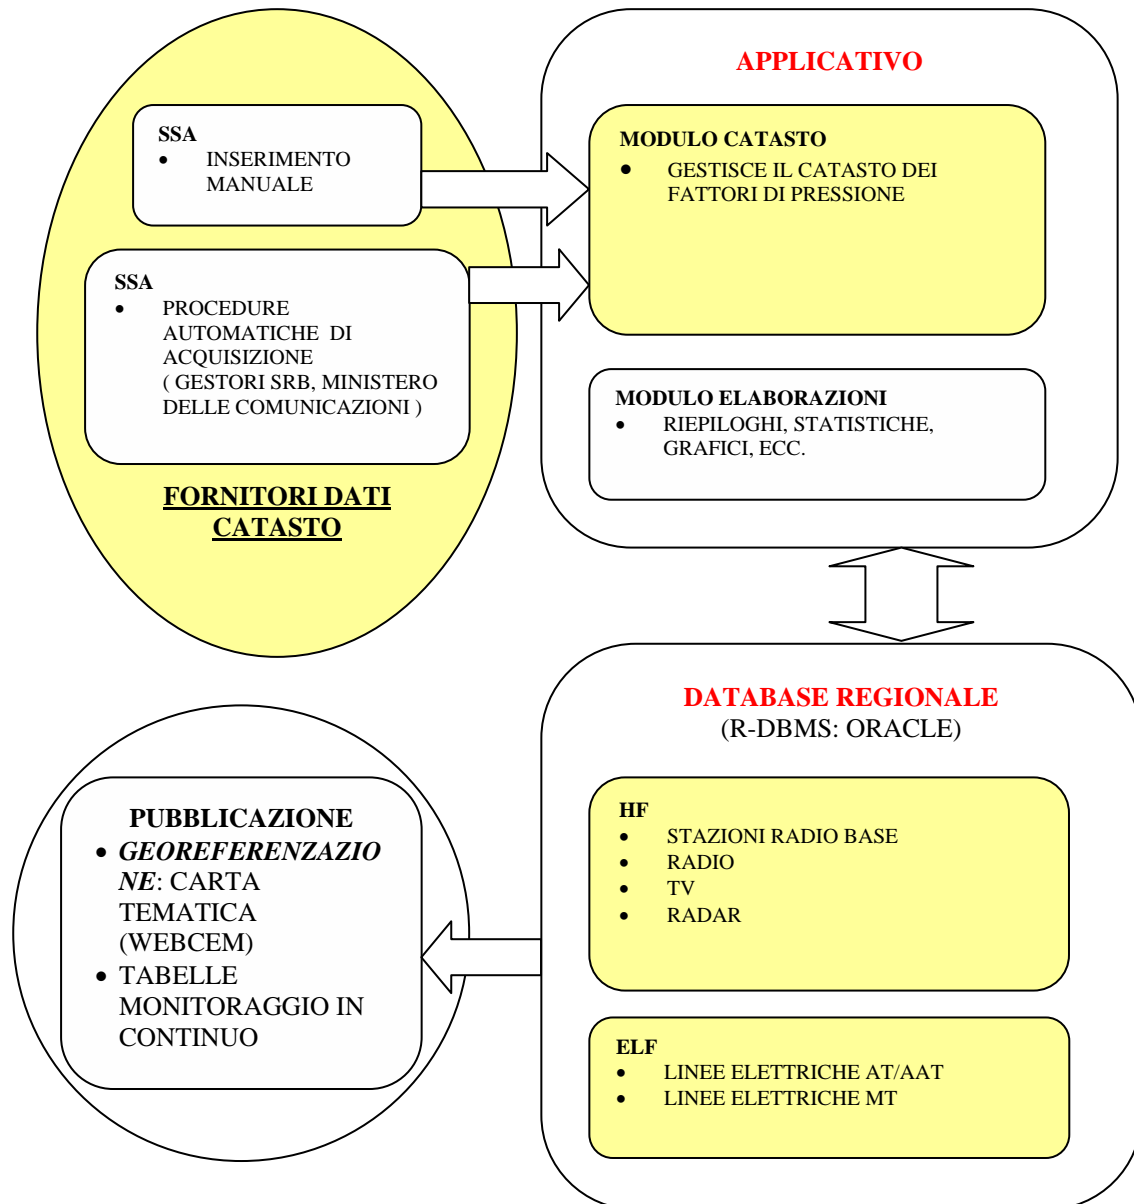 SSA
• INSERIMENTO
MANUALE
SSA
• PROCEDURE
AUTOMATICHE DI
ACQUISIZIONE
( GESTORI SRB, MINISTERO
DELLE COMUNICAZIONI )
FORNITORI DATI
CATASTO
APPLICATIVO
MODULO CATASTO
• GESTISCE IL CATASTO DEI
FATTORI DI PRESSIONE
MODULO ELABORAZIONI
• RIEPILOGHI, STATISTICHE,
GRAFICI, ECC.
DATABASE REGIONALE
(R-DBMS: ORACLE)
HF
• STAZIONI RADIO BASE
• RADIO
• TV
• RADAR
ELF
• LINEE ELETTRICHE AT/AAT
• LINEE ELETTRICHE MT
PUBBLICAZIONE
• GEOREFERENZAZIO
NE: CARTA
TEMATICA
(WEBCEM)
• TABELLE
MONITORAGGIO IN
CONTINUO